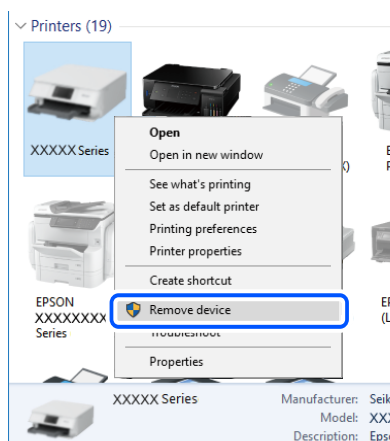 Printers (19)
XXXXX Series
Open
Open in new window
See what's printing
Set as default printer
Printing preferences
Printer properties
Create shortcut
Remove device
Troubleshoot
Properties
EPSON
XXXXXXXX
Series
XXXXX Series
Manufacturer:
Model:
Description: